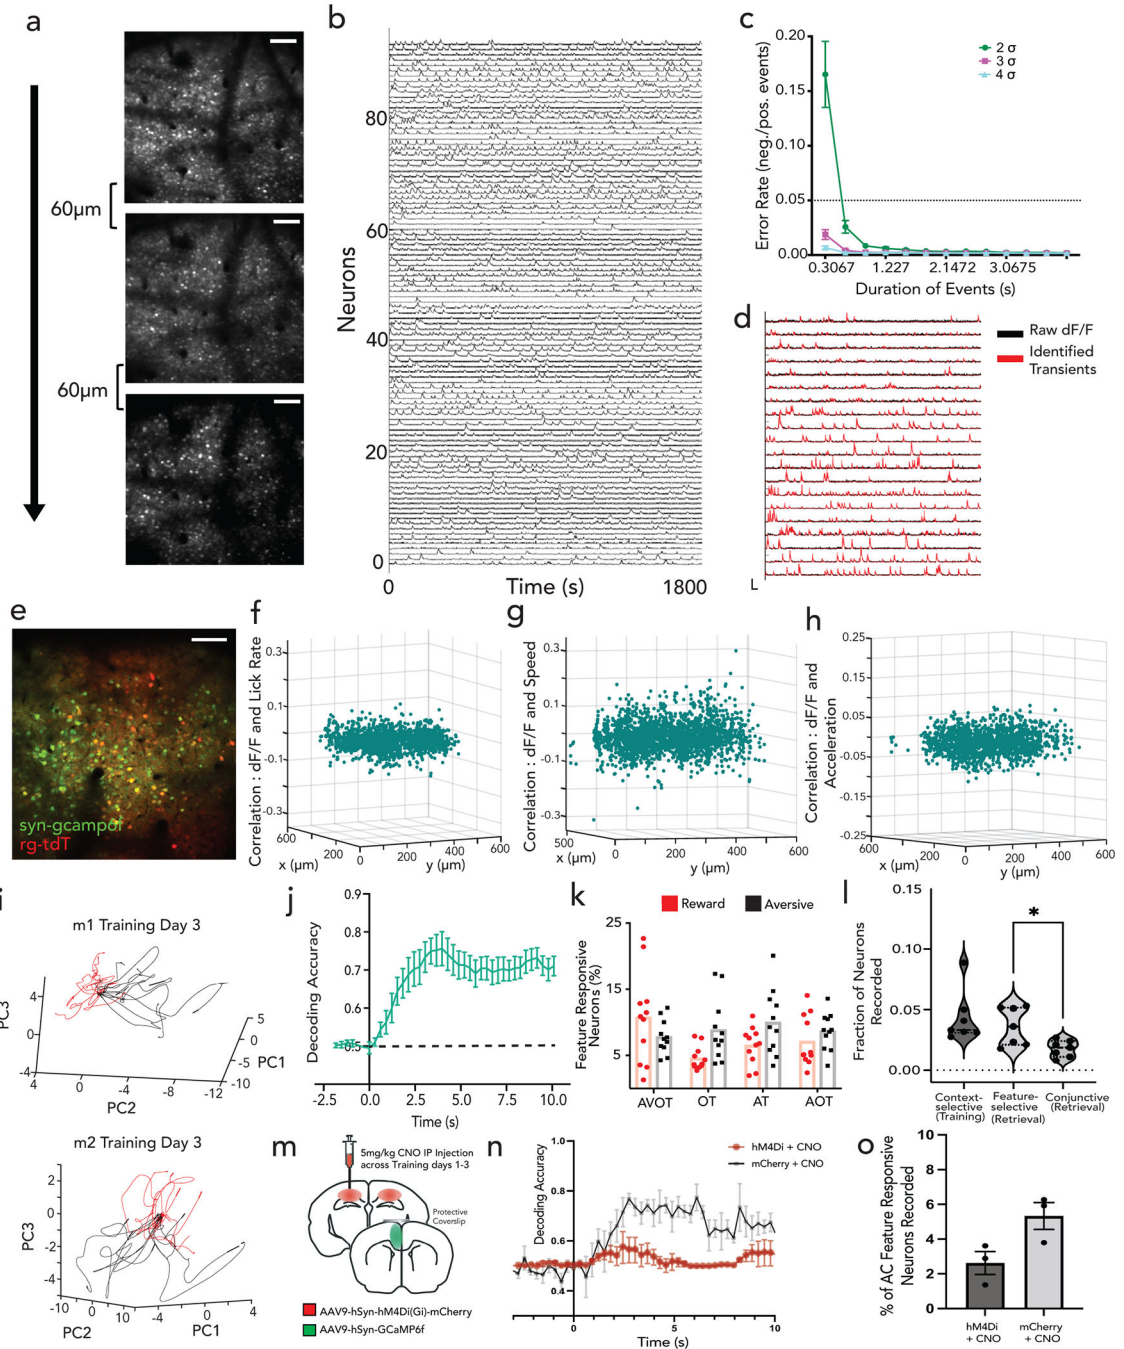 a
60µm
60µm
b
Neurons
80
60
40
20
0
0
Time (s)
1800
c
Error Rate (neg./pos. events)
0.20
0.15
0.10
0.05
0.00
0.3067
1.227
2.1472
3.0675
Duration of Events (s)
2 σ
3 σ
4 σ
d
Raw dF/F
Identified
Transients
e
syn-gcamp6f
rg-tdT
f
Correlation : dF/F and Lick Rate
0.3
0.1
-0.1
-0.3
600
x (µm)
200
0
200
400
600
y (µm)
g
Correlation : dF/F and Speed
0.3
0.1
-0.1
-0.3
500
x (µm)
0
200
400
600
y (µm)
h
Correlation : dF/F and
Acceleration
0.25
0.15
0.05
-0.05
-0.15
-0.25
600
x (µm)
200
0
200
400
600
y (µm)
i
m1 Training Day 3
PC3
4
0
-4
4
0
-4
-8
-12
PC2
5
0
-5
-10
PC1
m2 Training Day 3
PC3
2
0
-2
-4
-10
0
10
PC2
-4
0
4
PC1
j
Decoding Accuracy
0.9
0.8
0.7
0.6
0.5
-2.5
0.0
2.5
5.0
7.5
10.0
Time (s)
k
Reward
Aversive
Feature Responsive
Neurons (%)
25
15
5
AVOT
OT
AT
AOT
l
Fraction of Neurons
Recorded
0.15
0.10
0.05
0.00
*
Context-
selective
(Training)
Feature-
selective
(Retrieval)
Conjunctive
(Retrieval)
m
5mg/kg CNO IP Injection
across Training days 1-3
Protective
Coverslip
AAV9-hSyn-hM4Di(Gi)-mCherry
AAV9-hSyn-GCaMP6f
n
Decoding Accuracy
1.0
0.8
0.6
0.4
0
5
10
Time (s)
hM4Di + CNO
mCherry + CNO
o
% of AC Feature Responsive
Neurons Recorded
10
8
6
4
2
0
hM4Di
+ CNO
mCherry
+ CNO